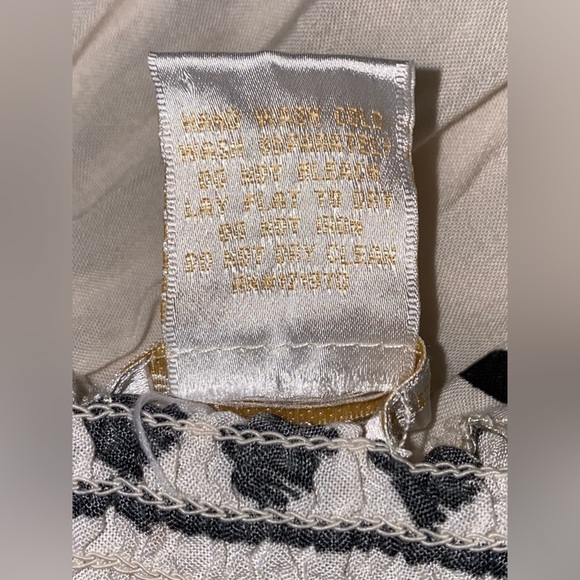 HAND WASH COLD
WASH SEPARATELY
DO NOT BLEACH
LAY FLAT TO DRY
DO NOT IRON
DO NOT DRY CLEAN